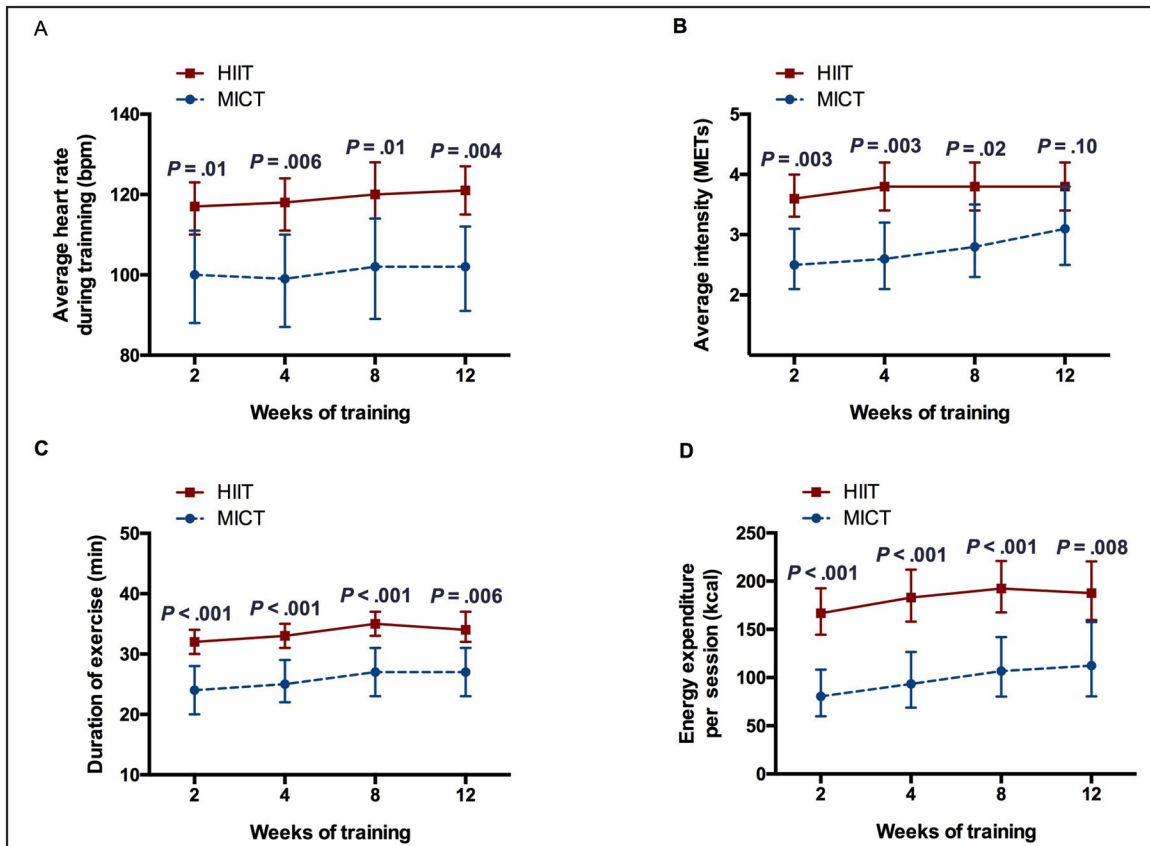 A
HIIT
MICT
Average heart rate
during trainning (bpm)
140
120
100
80
P = .01
P = .006
P = .01
P = .004
2
4
8
12
Weeks of training
B
HIIT
MICT
Average intensity (METs)
5
4
3
2
P = .003
P = .003
P = .02
P = .10
2
4
8
12
Weeks of training
C
HIIT
MICT
Duration of exercise (min)
50
40
30
20
10
P < .001
P < .001
P < .001
P = .006
2
4
8
12
Weeks of training
D
HIIT
MICT
Energy expenditure
per session (kcal)
250
200
150
100
50
0
P < .001
P < .001
P < .001
P = .008
2
4
8
12
Weeks of training